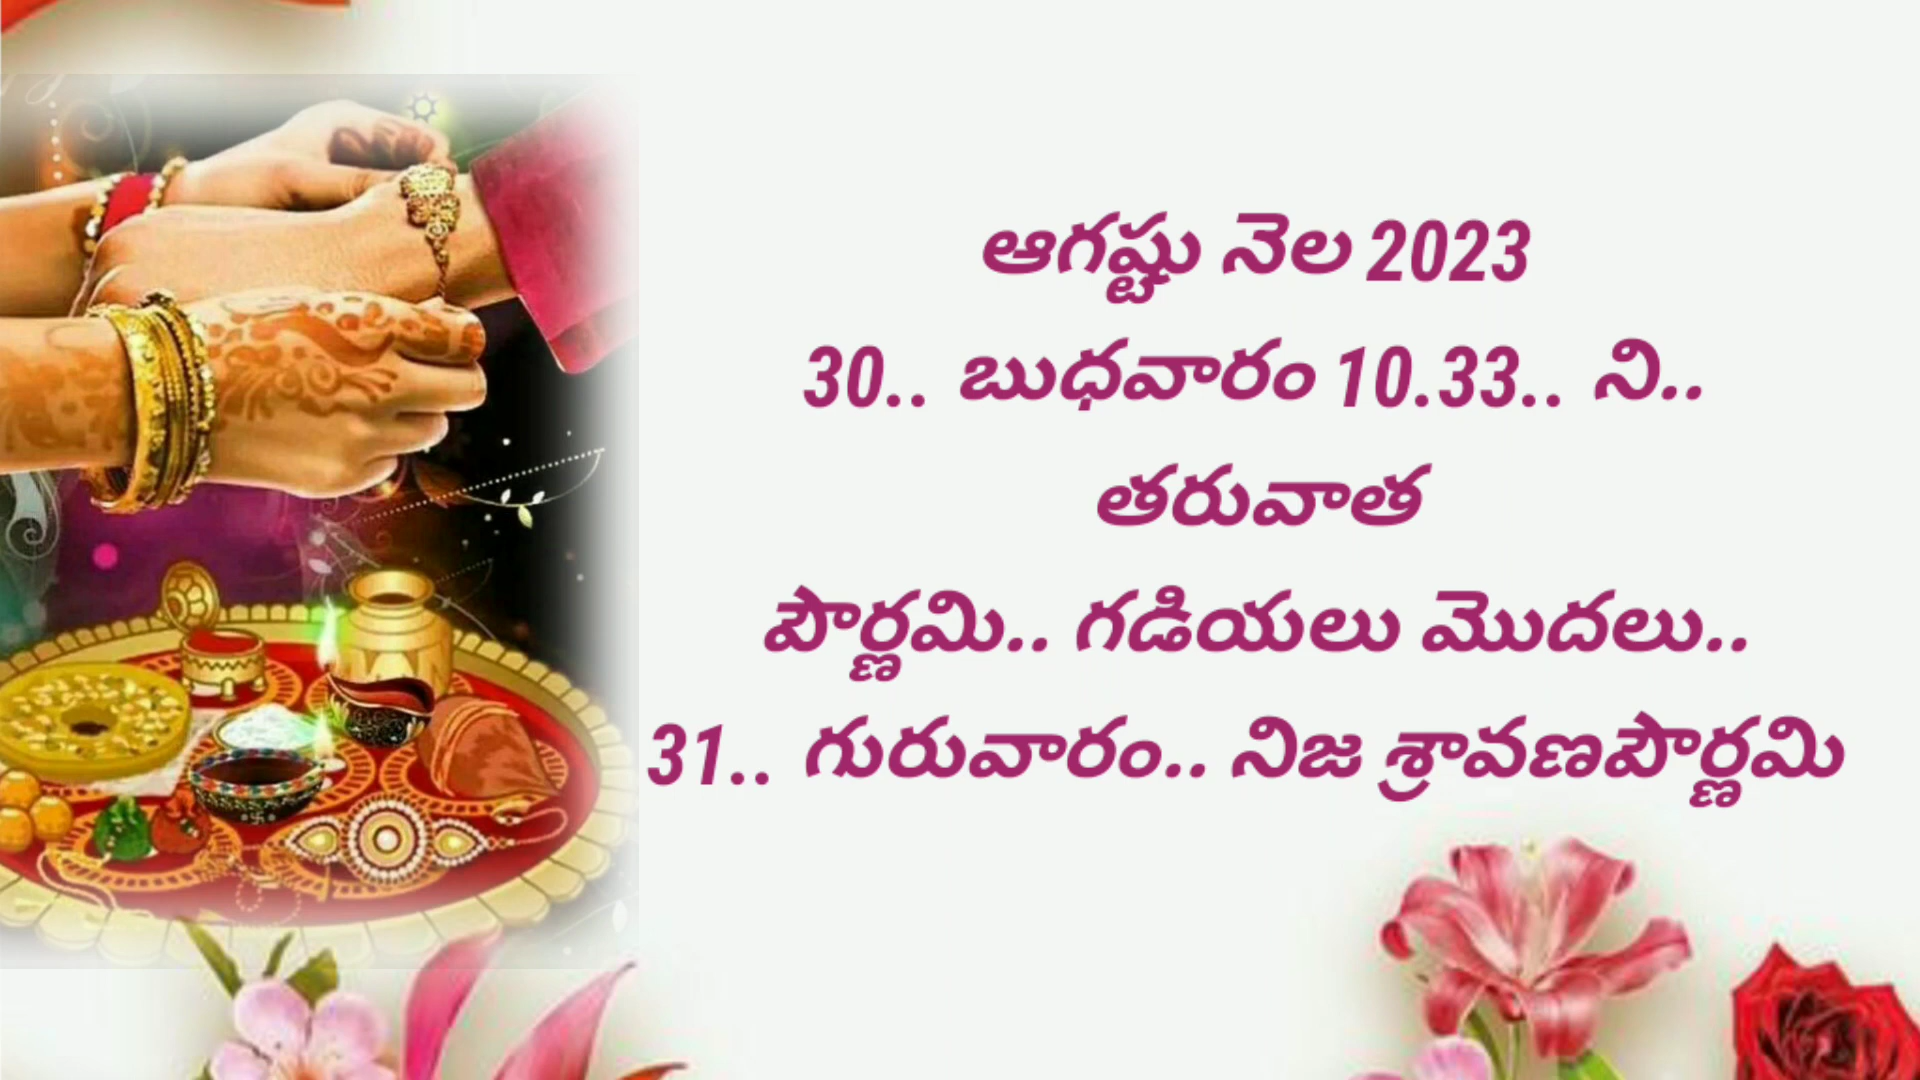 ఆగష్టు నెల 2023
30.. బుధవారం 10.33.. ని..
తరువాత
పౌర్ణమి.. గడియలు మొదలు..
31.. గురువారం.. నిజ శ్రావణపౌర్ణమి